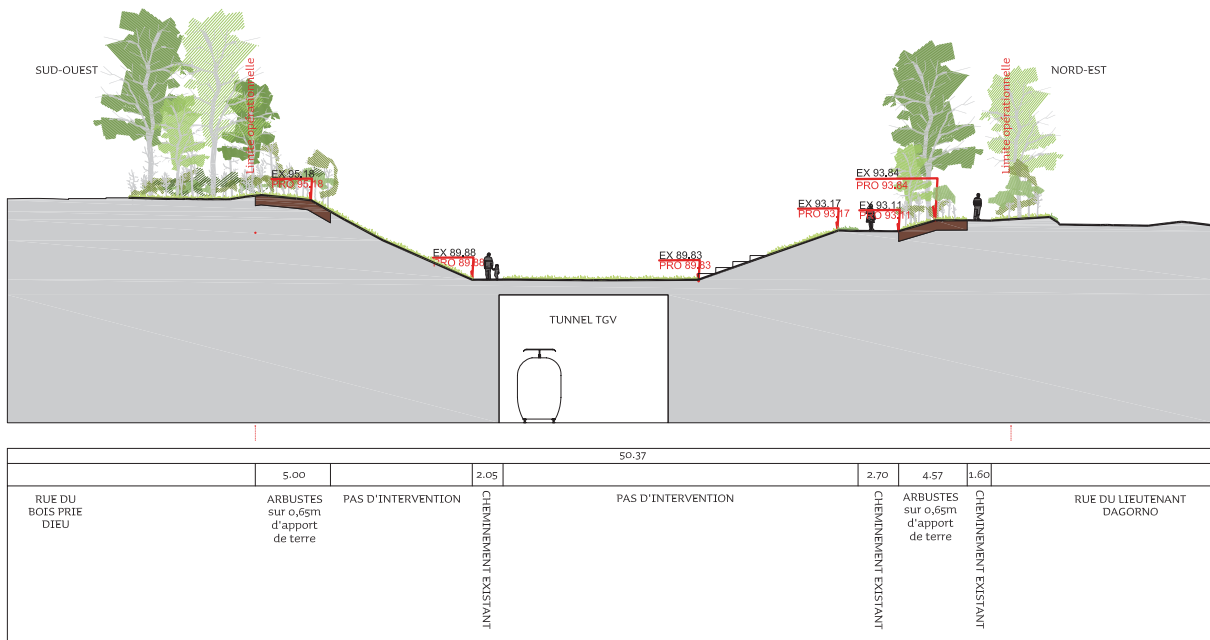 SUD-OUEST
Limite opérationnelle
NORD-EST
Limite opérationnelle
EX 95.18
PRO 95.18
EX 93.84
PRO 93.84
EX 93.17
PRO 93.17
EX 93.11
PRO 93.11
EX 89.88
PRO 89.88
EX 89.83
PRO 89.83
TUNNEL TGV
50.37
5.00
2.05
2.70
4.57
1.60
RUE DU
BOIS PRIE
DIEU
ARBUSTES
sur 0,65m
d'apport
de terre
PAS D'INTERVENTION
CHEMINEMENT EXISTANT
PAS D'INTERVENTION
CHEMINEMENT EXISTANT
ARBUSTES
sur 0,65m
d'apport
de terre
CHEMINEMENT EXISTANT
RUE DU LIEUTENANT
DAGORNO